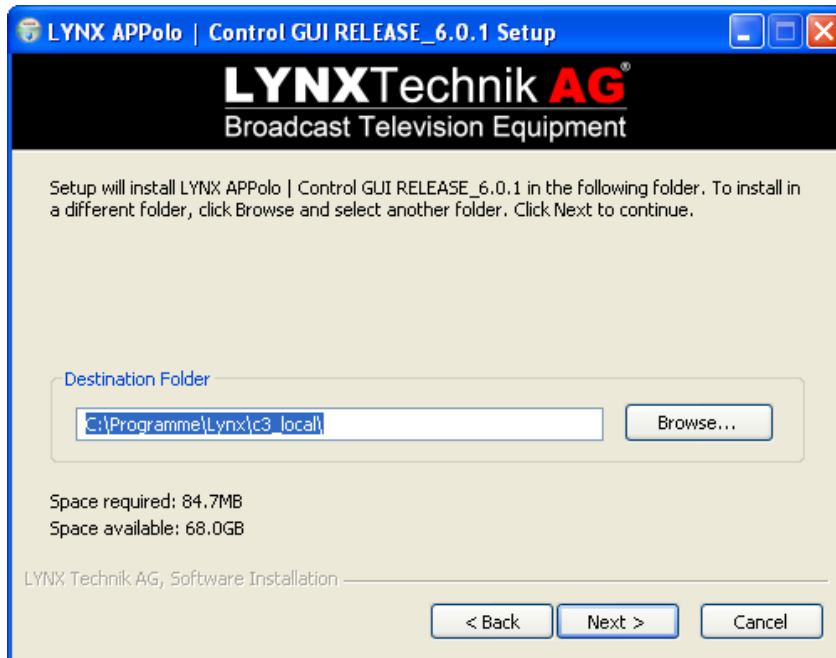 LYNX APPolo | Control GUI RELEASE_6.0.1 Setup
LYNXTechnik AG®
Broadcast Television Equipment
Setup will install LYNX APPolo | Control GUI RELEASE_6.0.1 in the following folder. To install in
a different folder, click Browse and select another folder. Click Next to continue.
Destination Folder
C:\Programme\Lynx\c3_local\
Browse...
Space required: 84.7MB
Space available: 68.0GB
LYNX Technik AG, Software Installation
< Back Next > Cancel